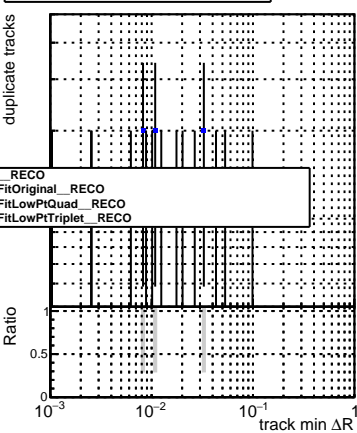 duplicate tracks
__RECO
FitOriginal__RECO
FitLowPtQuad__RECO
FitLowPtTriplet__RECO
Ratio
1
0.5
0
10⁻³ 10⁻² 10⁻¹ 1
track min ΔR